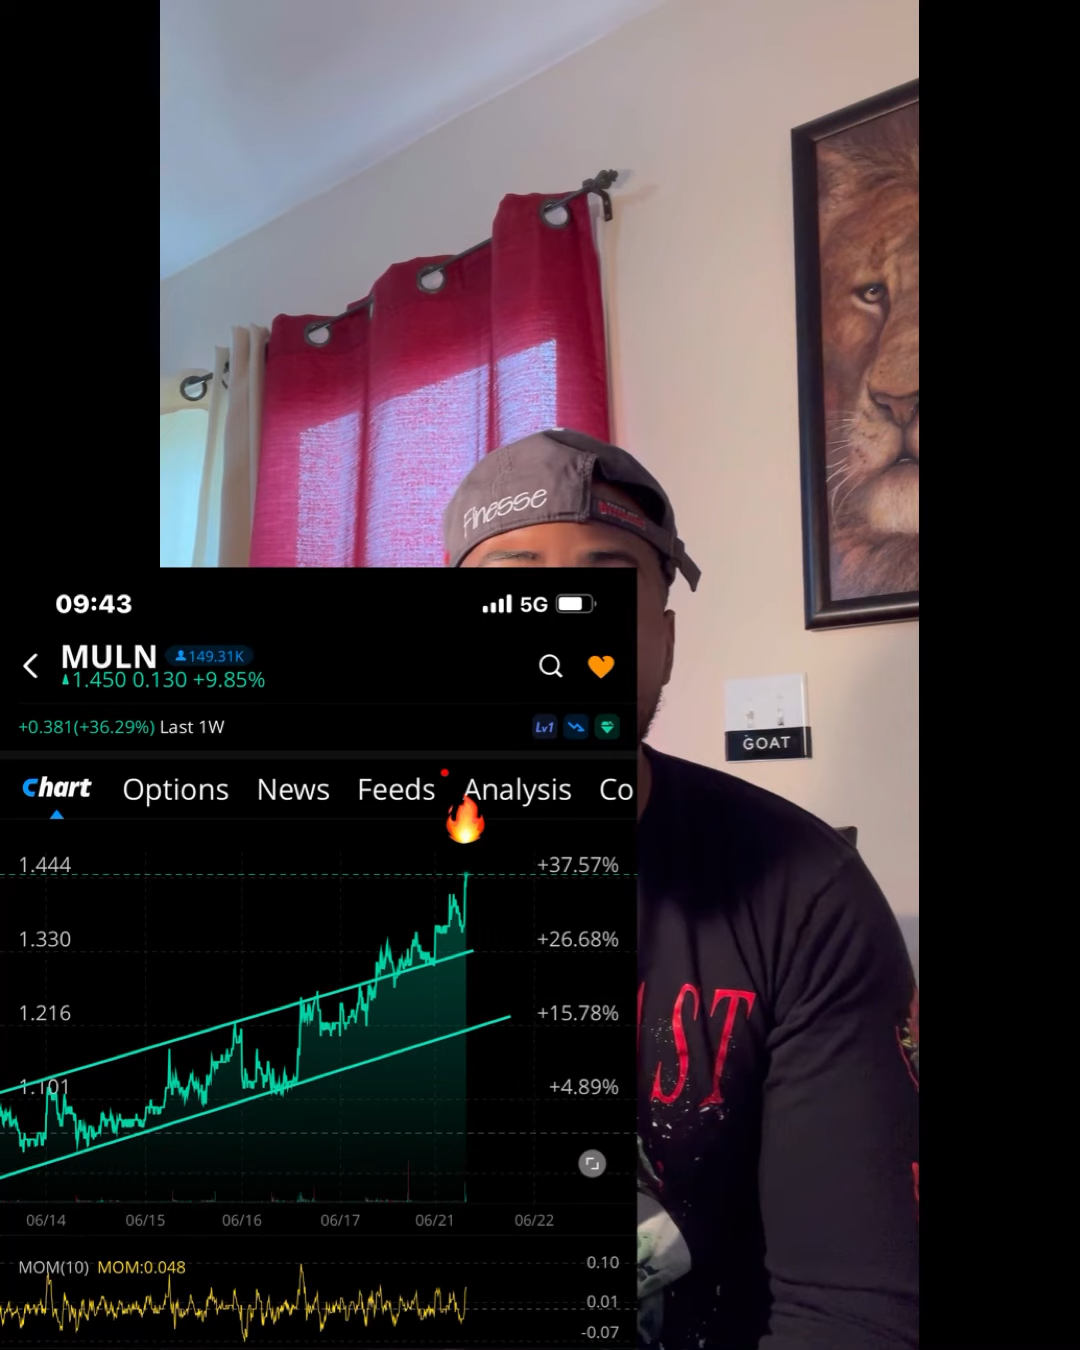 Finesse
09:43
5G
MULN 149.31K
1.450 0.130 +9.85%
+0.381(+36.29%) Last 1W
Lv1
GOAT
Chart Options News Feeds Analysis Co
1.444 +37.57%
1.330 +26.68%
1.216 +15.78%
1.101 +4.89%
ST
06/14 06/15 06/16 06/17 06/21 06/22
MOM(10) MOM:0.048
0.10
0.01
-0.07